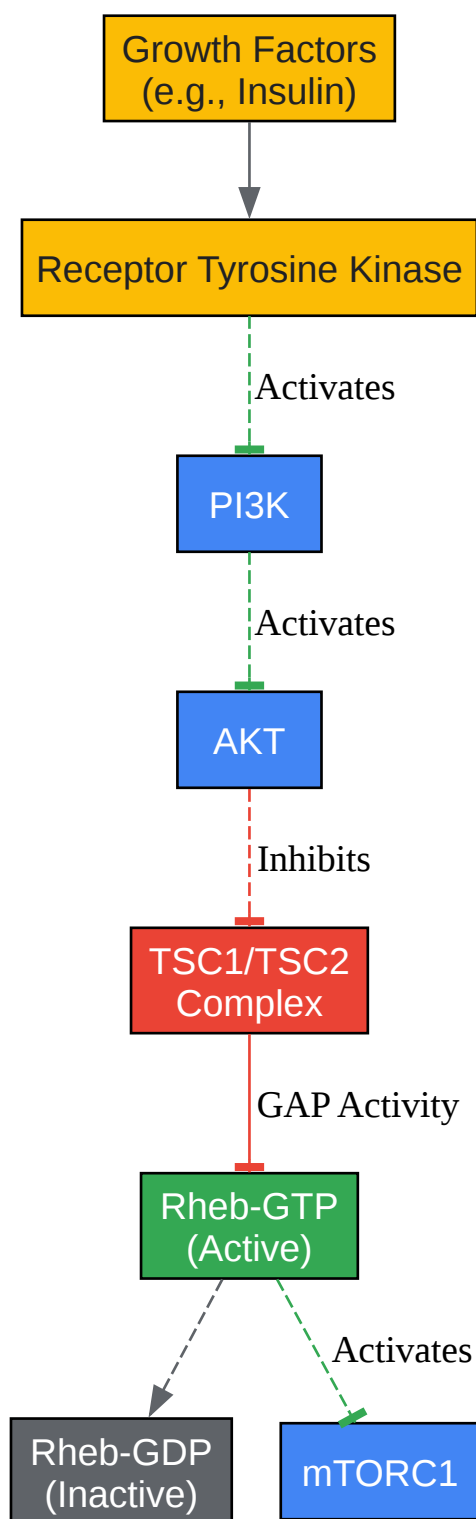 Growth Factors
(e.g., Insulin)
Receptor Tyrosine Kinase
Activates
PI3K
Activates
AKT
Inhibits
TSC1/TSC2
Complex
GAP Activity
Rheb-GTP
(Active)
Activates
Rheb-GDP
(Inactive)
mTORC1